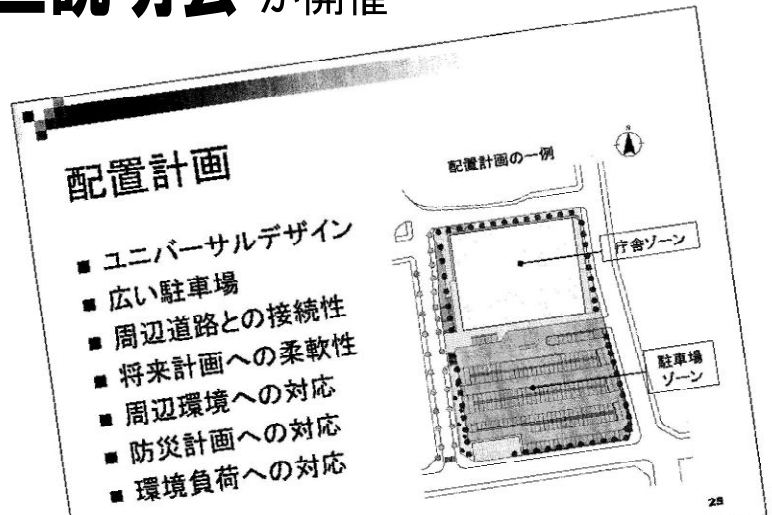 説明会 が開催
配置計画
■ ユニバーサルデザイン
■ 広い駐車場
■ 周辺道路との接続性
■ 将来計画への柔軟性
■ 周辺環境への対応
■ 防災計画への対応
■ 環境負荷への対応
配置計画の一例
N
庁舎ゾーン
駐車場
ゾーン
25